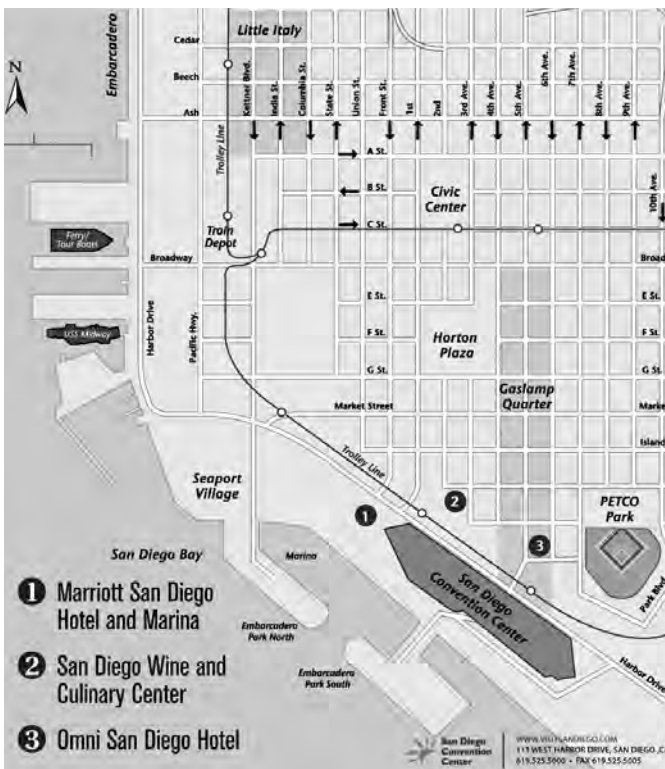 Little Italy
Cedar
Embarcadero
N
Beech
Kettner Blvd.
India St.
Columbia St.
State St.
Union St.
Front St.
1st
2nd
3rd Ave.
4th Ave.
5th Ave.
6th Ave.
7th Ave.
8th Ave.
9th Ave.
Ash
Trolley Line
A St.
B St.
Civic
Center
10th Ave.
C St.
Train
Depot
Ferry/
Tour Boats
Broadway
Broad
Harbor Drive
Pacific Hwy.
E St.
E St.
USS Midway
F St.
F St.
Horton
Plaza
G St.
G St.
Gaslamp
Quarter
Market Street
Marke
Island
Trolley Line
Seaport
Village
2
1
PETCO
Park
3
San Diego Bay
Marina
San Diego
Convention Center
Park Blv
Harbor Drive
Embarcadero
Park North
Embarcadero
Park South
1 Marriott San Diego
Hotel and Marina
2 San Diego Wine and
Culinary Center
3 Omni San Diego Hotel
San Diego
Convention
Center
WWW.VISITSANDIEGO.COM
111 WEST HARBOR DRIVE, SAN DIEGO ,C
619.525.5000 • FAX 619.525.5005